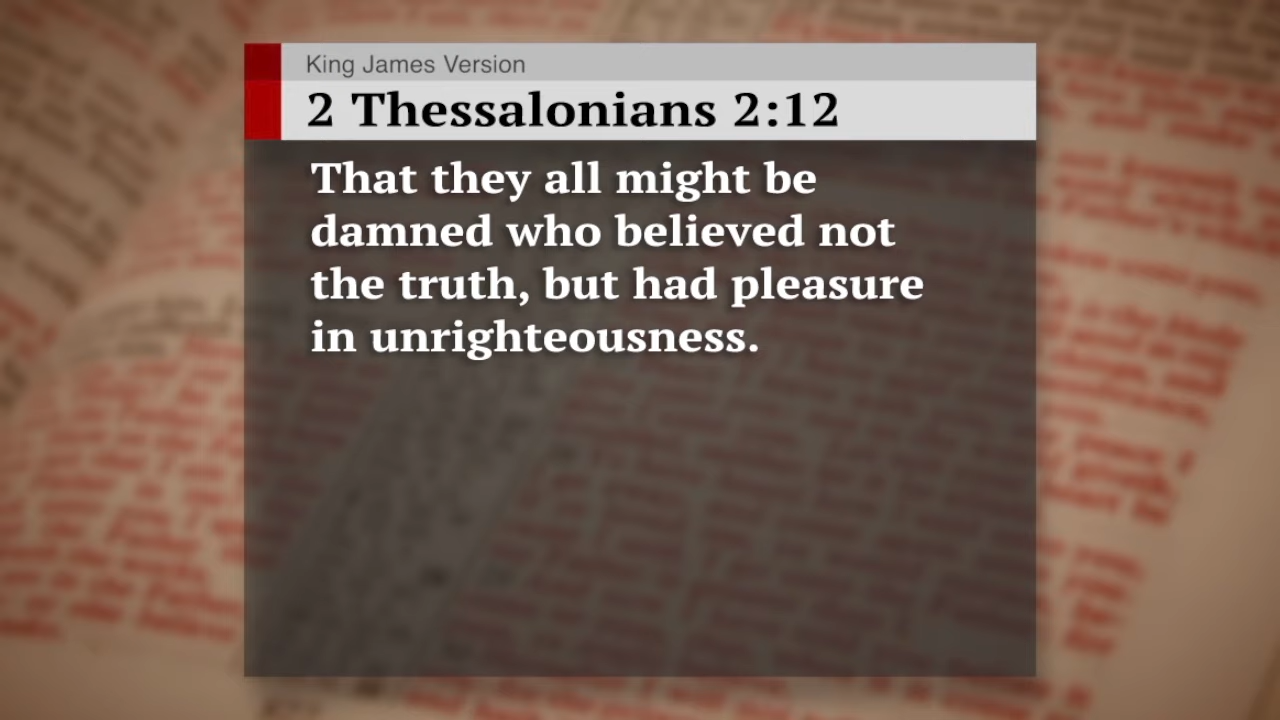 King James Version
2 Thessalonians 2:12
That they all might be
damned who believed not
the truth, but had pleasure
in unrighteousness.